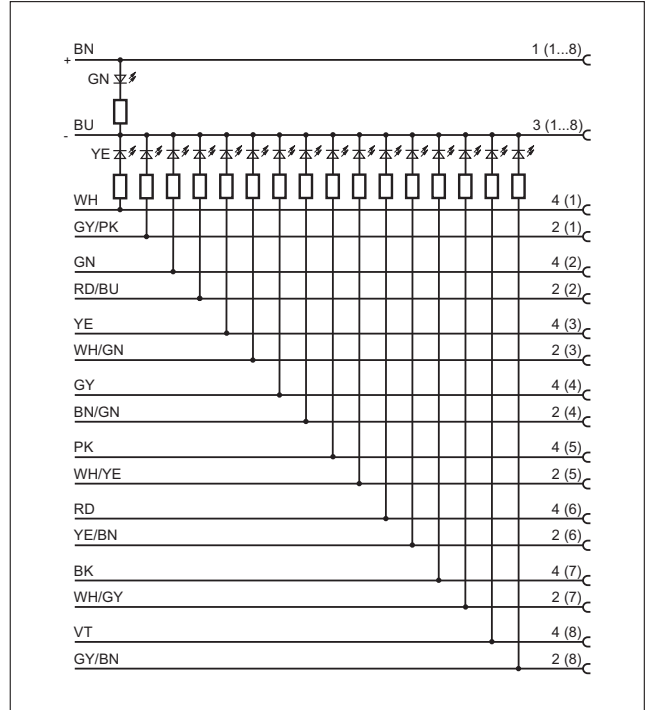 BN 1 (1...8)
+
GN
BU 3 (1...8)
-
YE
WH 4 (1)
GY/PK 2 (1)
GN 4 (2)
RD/BU 2 (2)
YE 4 (3)
WH/GN 2 (3)
GY 4 (4)
BN/GN 2 (4)
PK 4 (5)
WH/YE 2 (5)
RD 4 (6)
YE/BN 2 (6)
BK 4 (7)
WH/GY 2 (7)
VT 4 (8)
GY/BN 2 (8)